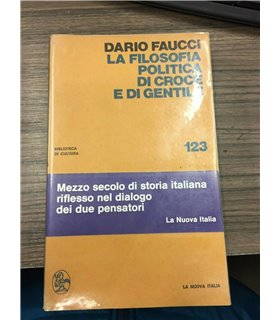 DARIO FAUCCI
LA FILOSOFIA
POLITICA
DI CROCE
E DI GENTILE
BIBLIOTECA
DI CULTURA
123
Mezzo secolo di storia italiana
riflesso nel dialogo
dei due pensatori
La Nuova Italia
LA NUOVA ITALIA